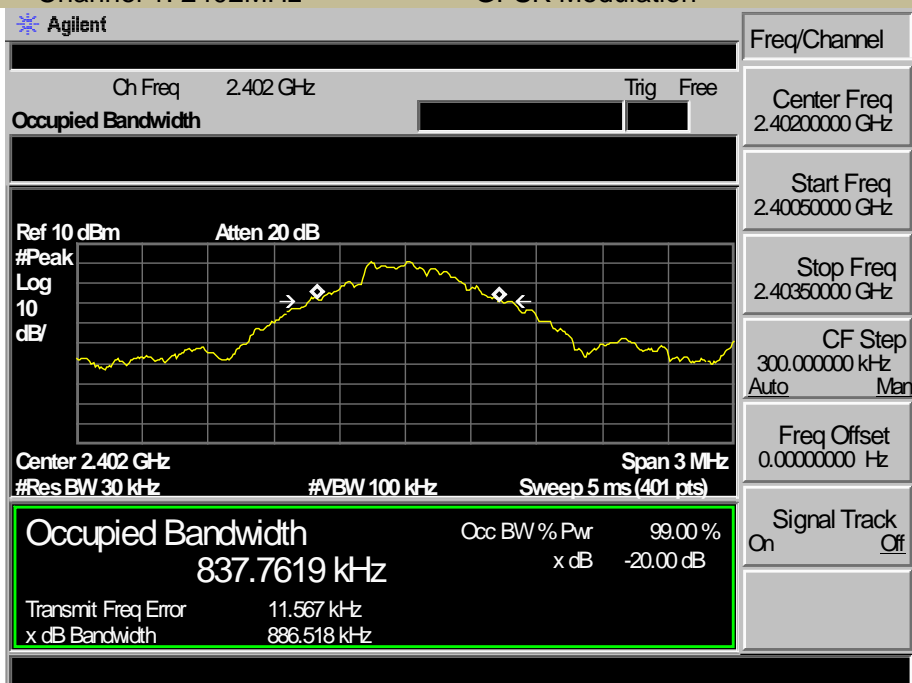 Agilent
Freq/Channel
Ch Freq 2.402 GHz Trig Free
Occupied Bandwidth
Center Freq
2.40200000 GHz
Start Freq
2.40050000 GHz
Ref 10 dBm Atten 20 dB
#Peak
Log
10
dB/
Stop Freq
2.40350000 GHz
CF Step
300.000000 kHz
Auto Man
Freq Offset
0.00000000 Hz
Center 2.402 GHz Span 3 MHz
#Res BW 30 kHz #VBW 100 kHz Sweep 5 ms (401 pts)
Signal Track
On Off
Occupied Bandwidth Occ BW % Pwr 99.00 %
837.7619 kHz x dB -20.00 dB
Transmit Freq Error 11.567 kHz
x dB Bandwidth 886.518 kHz